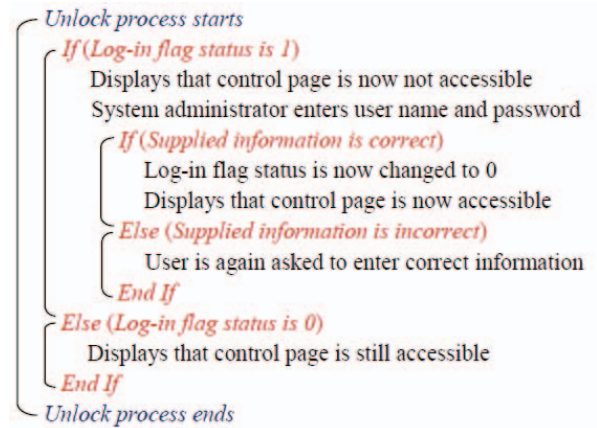 Unlock process starts
If (Log-in flag status is 1)
Displays that control page is now not accessible
System administrator enters user name and password
If (Supplied information is correct)
Log-in flag status is now changed to 0
Displays that control page is now accessible
Else (Supplied information is incorrect)
User is again asked to enter correct information
End If
Else (Log-in flag status is 0)
Displays that control page is still accessible
End If
Unlock process ends